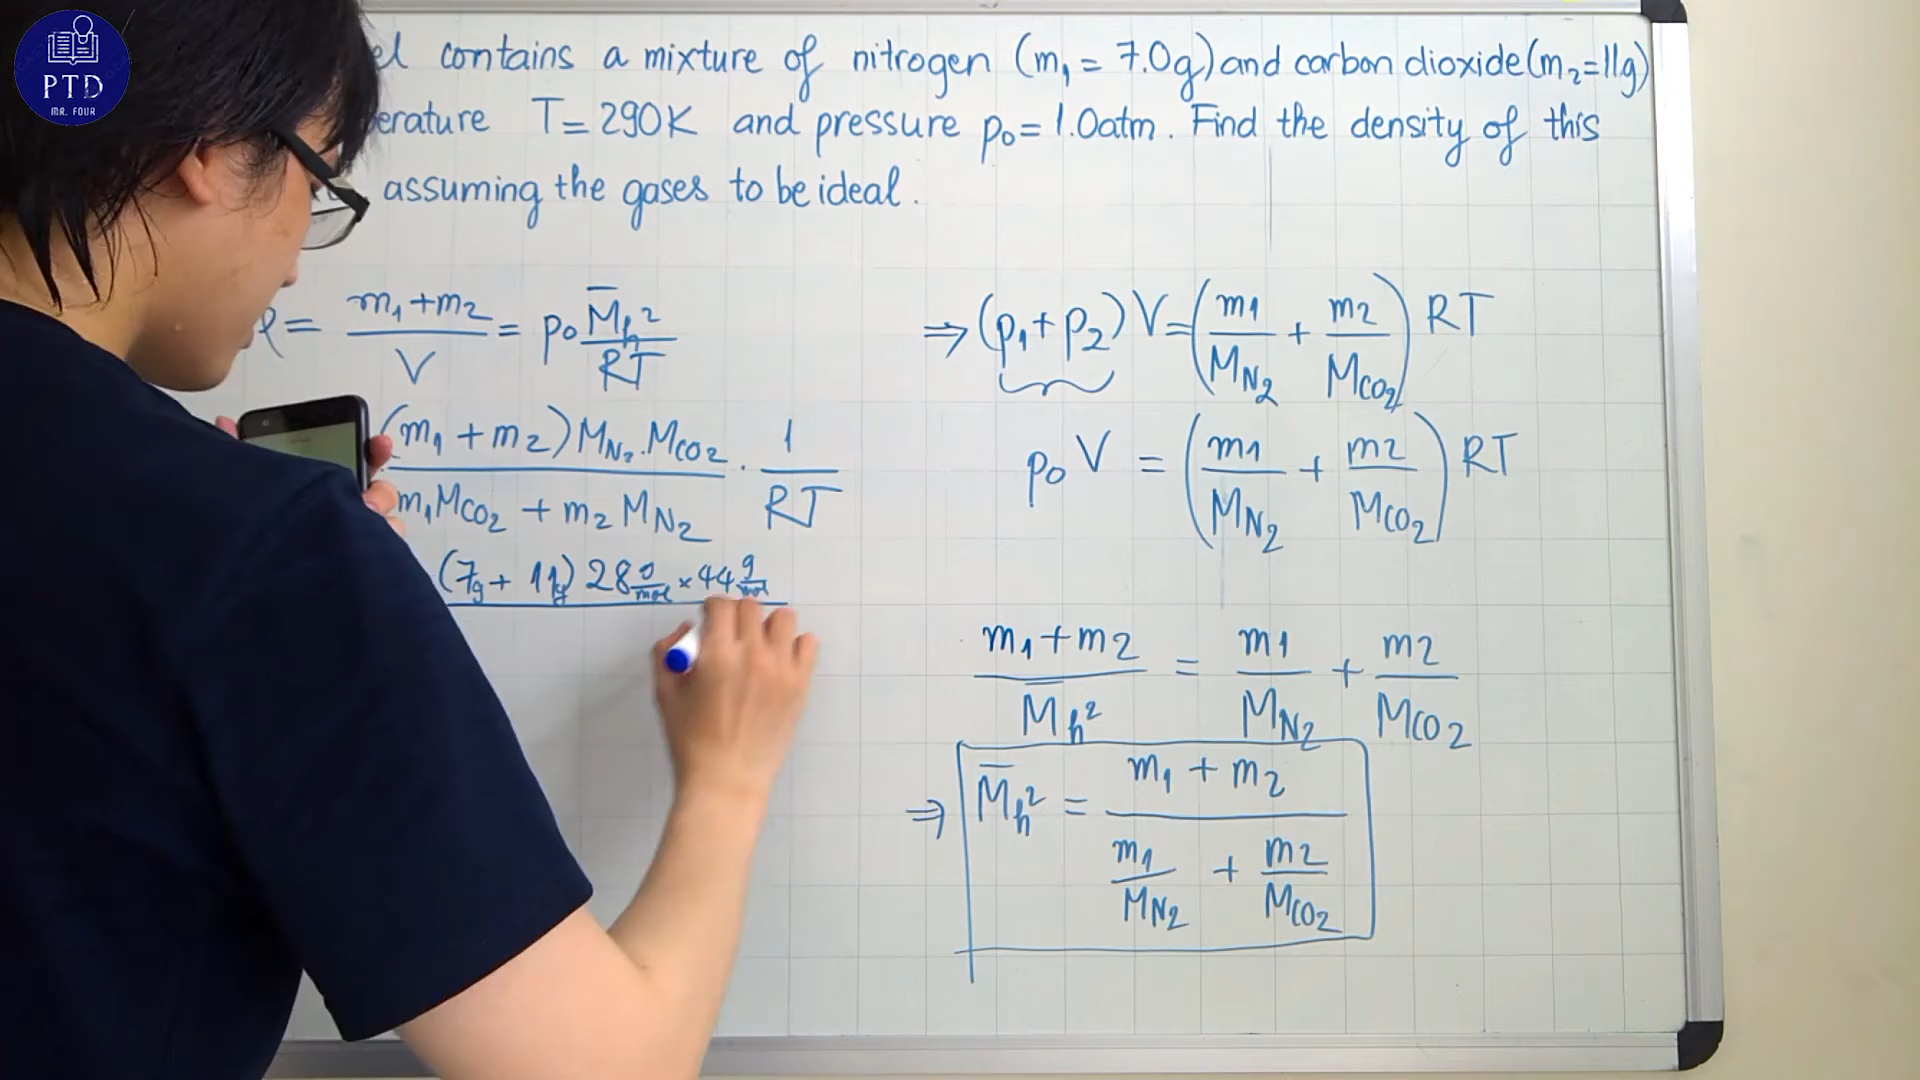 PTD
MR. FOUR
contains a mixture of nitrogen (m₁ = 7.0g) and carbon dioxide (m₂=11g)
T = 290K and pressure p₀ = 1.0atm. Find the density of this
assuming the gases to be ideal.
ρ = (m₁+m₂)/V = p₀ M̄h²/RT
(m₁ + m₂) M_N₂ . M_CO₂ / (m₁M_CO₂ + m₂ M_N₂) . 1/RT
(7g + 11g) 28 g/mol × 44 g/mol
⇒ (p₁ + p₂) V = (m₁/M_N₂ + m₂/M_CO₂) RT
p₀ V = (m₁/M_N₂ + m₂/M_CO₂) RT
(m₁ + m₂)/M̄h² = m₁/M_N₂ + m₂/M_CO₂
⇒ M̄h² = (m₁ + m₂)/(m₁/M_N₂ + m₂/M_CO₂)